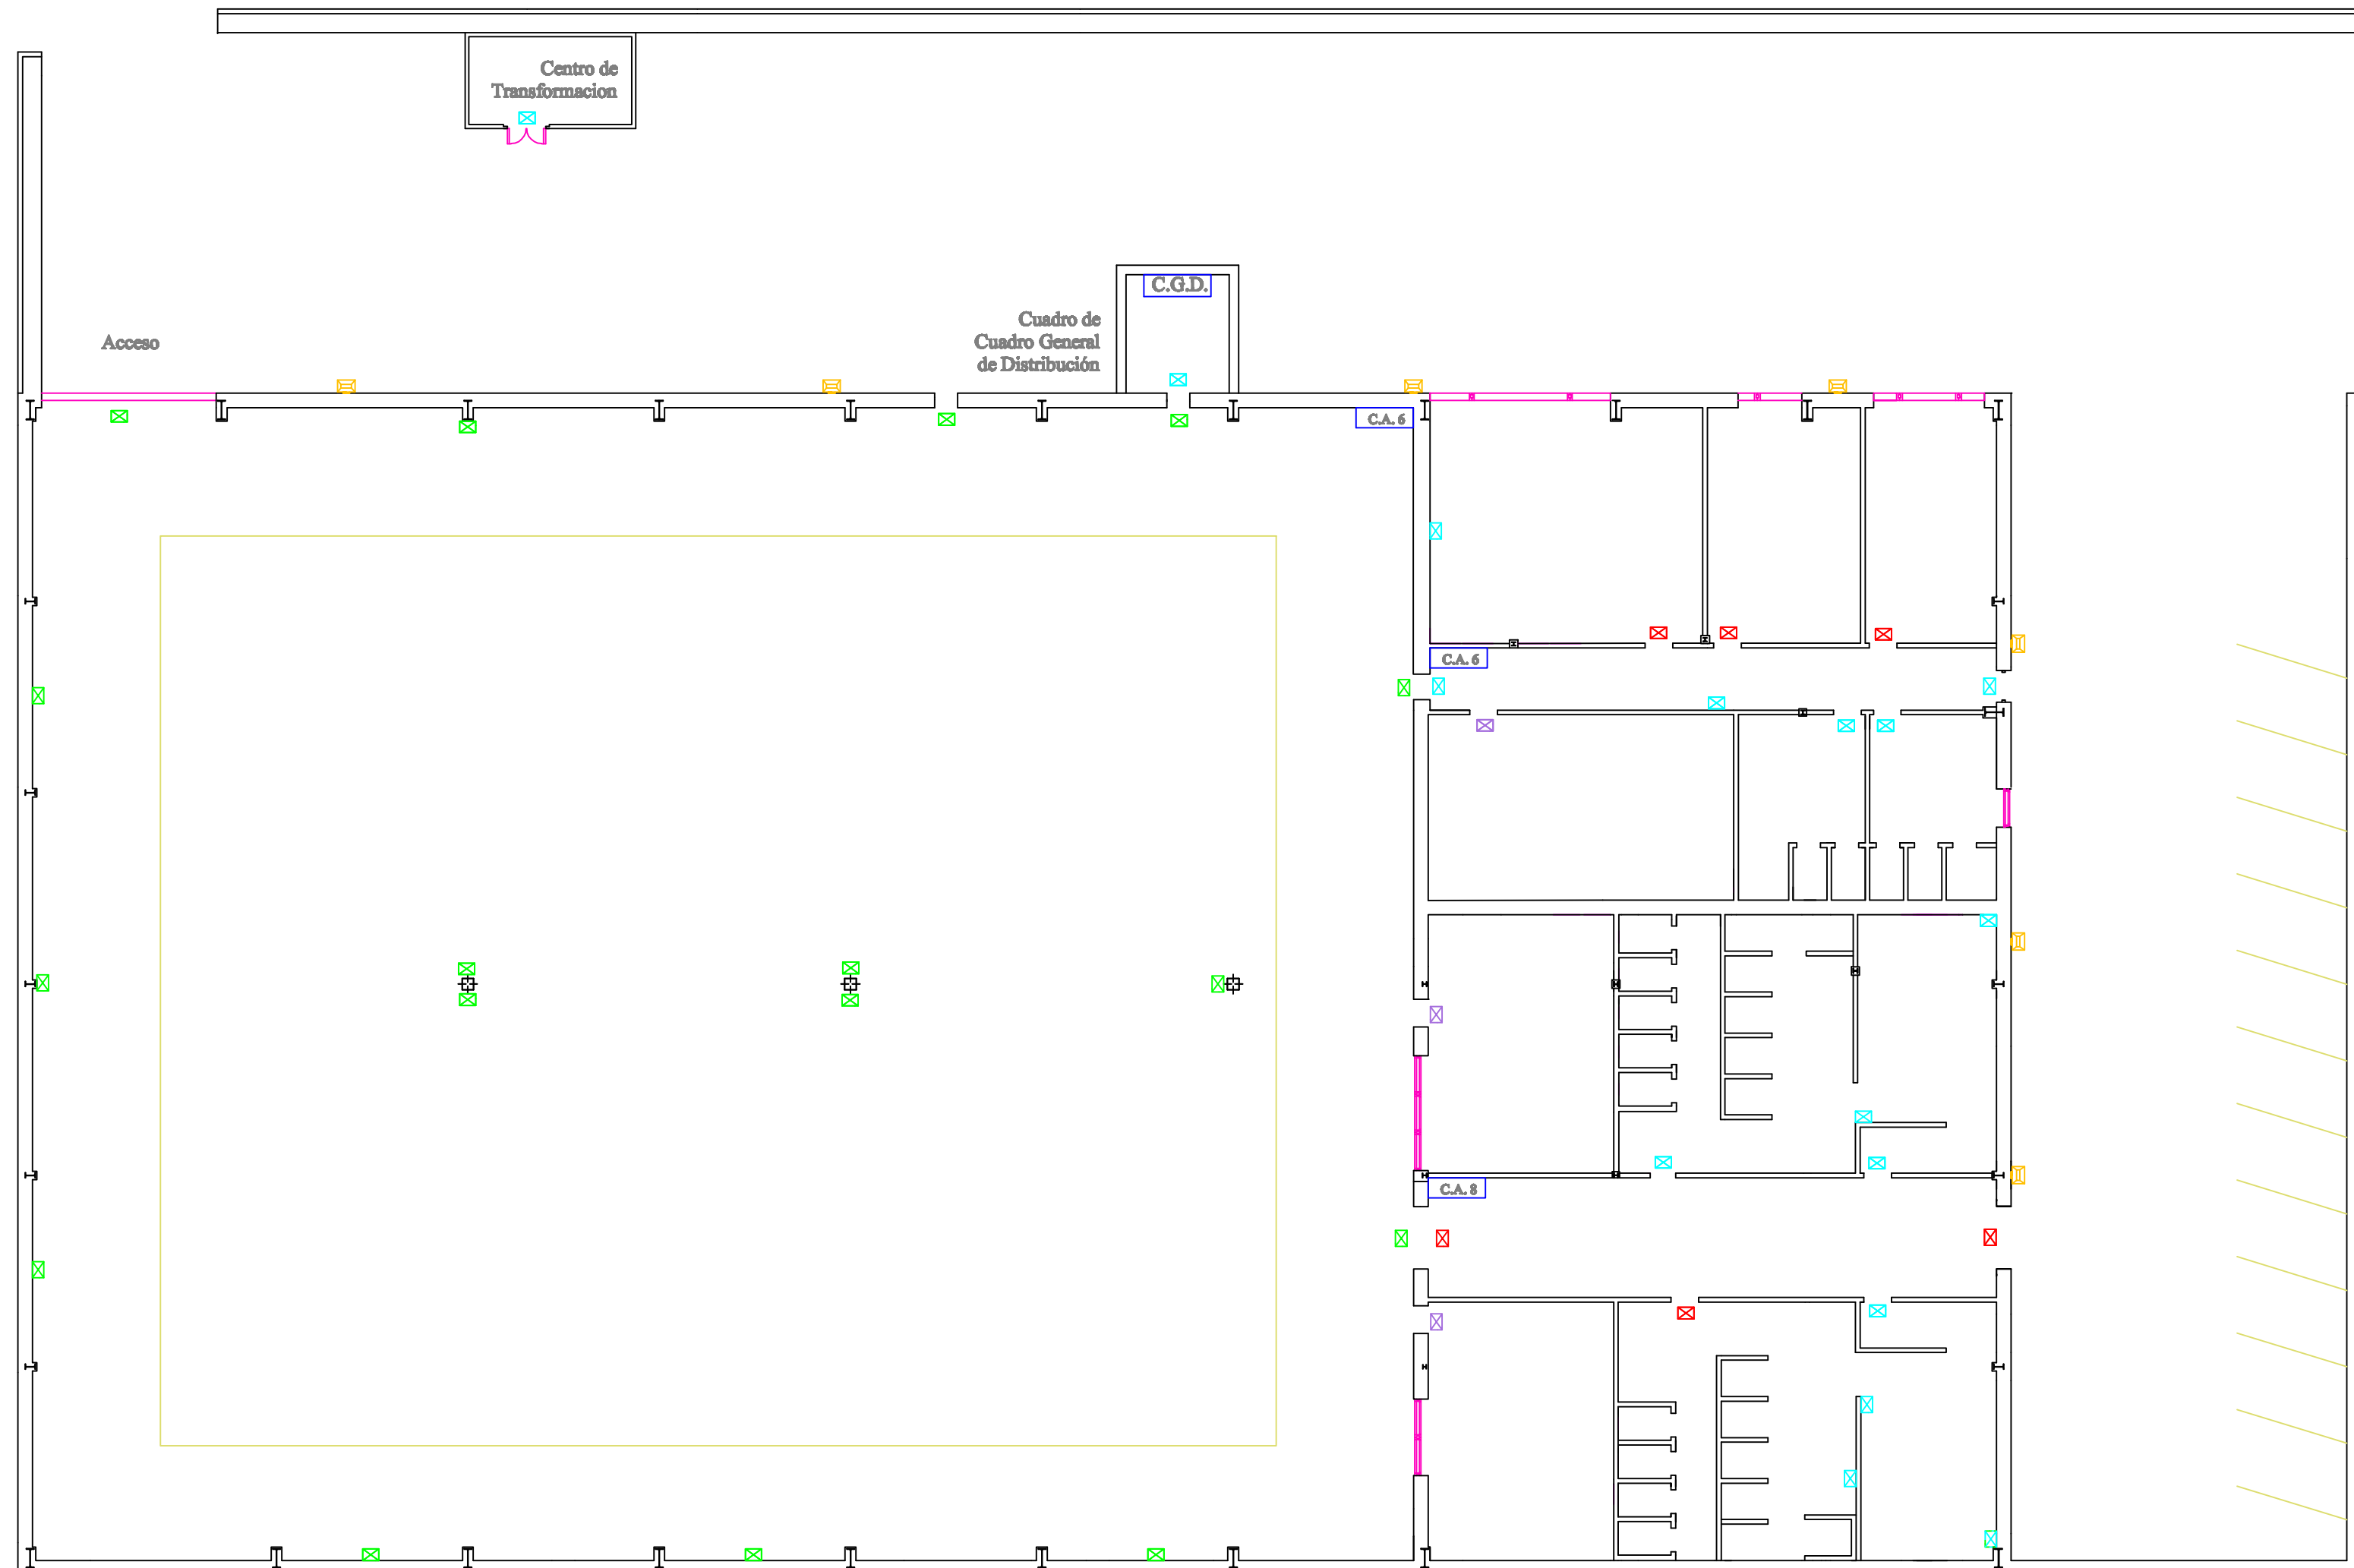 Centro de
Transformacion
C.G.D.
Cuadro de
Cuadro General
de Distribución
Acceso
C.A. 6
C.A. 6
C.A. 8